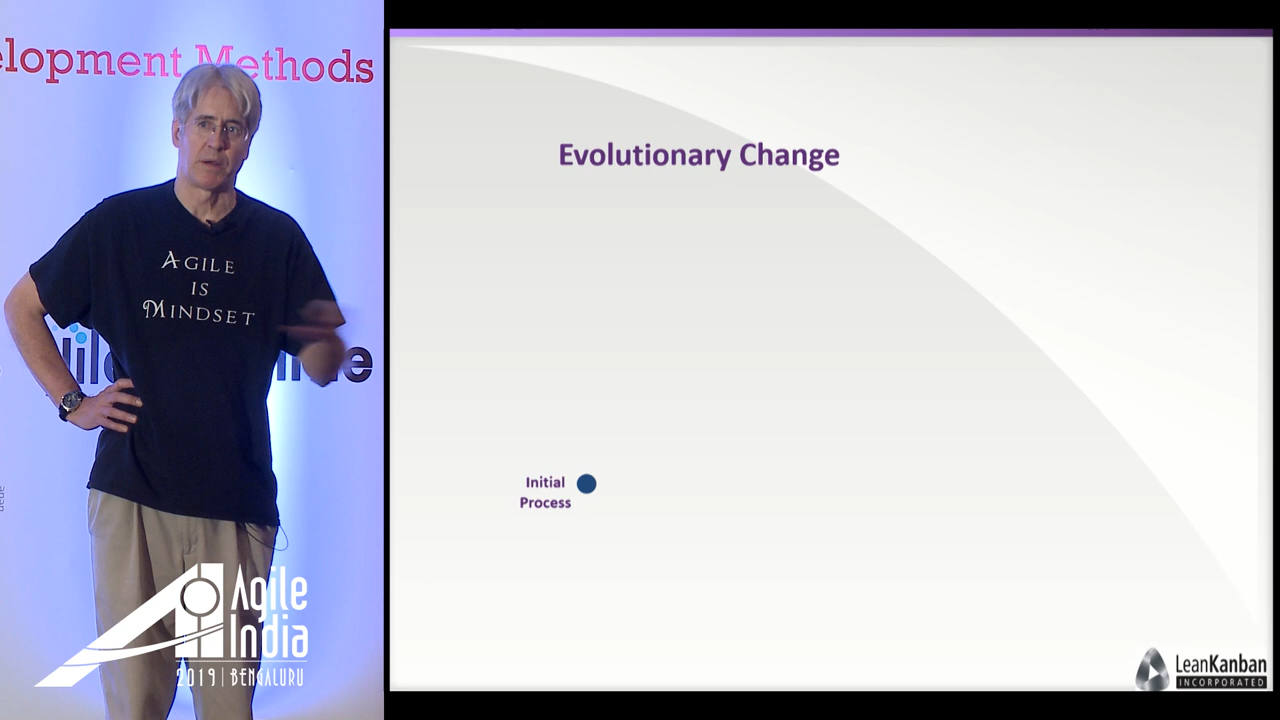 elopment Methods
AGILE
IS
MINDSET
Agile
India
2019 | BENGALURU
Evolutionary Change
Initial
Process
LeanKanban
INCORPORATED